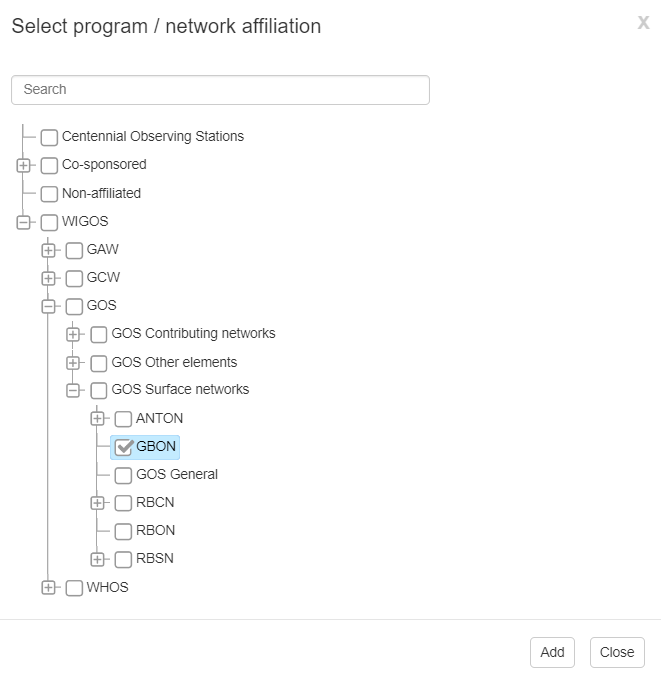 Select program / network affiliation
X
Search
Centennial Observing Stations
Co-sponsored
Non-affiliated
WIGOS
GAW
GCW
GOS
GOS Contributing networks
GOS Other elements
GOS Surface networks
ANTON
GBON
GOS General
RBCN
RBON
RBSN
WHOS
Add Close